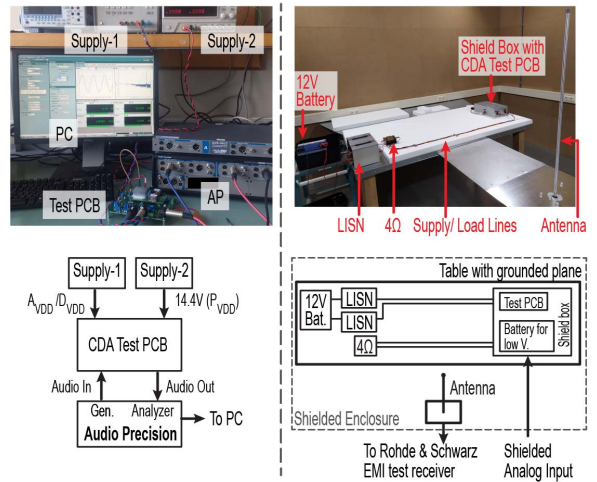 Supply-1
Supply-2
PC
AP
Test PCB
Shield Box with
CDA Test PCB
12V
Battery
LISN
4Ω
Supply/ Load Lines
Antenna
Supply-1
Supply-2
AVDD /DVDD
14.4V (PVDD)
CDA Test PCB
Audio In
Audio Out
Gen.
Analyzer
Audio Precision
To PC
Table with grounded plane
12V
Bat.
LISN
LISN
4Ω
Test PCB
Battery for
low V.
Shield box
Antenna
Shielded Enclosure
To Rohde & Schwarz
EMI test receiver
Shielded
Analog Input